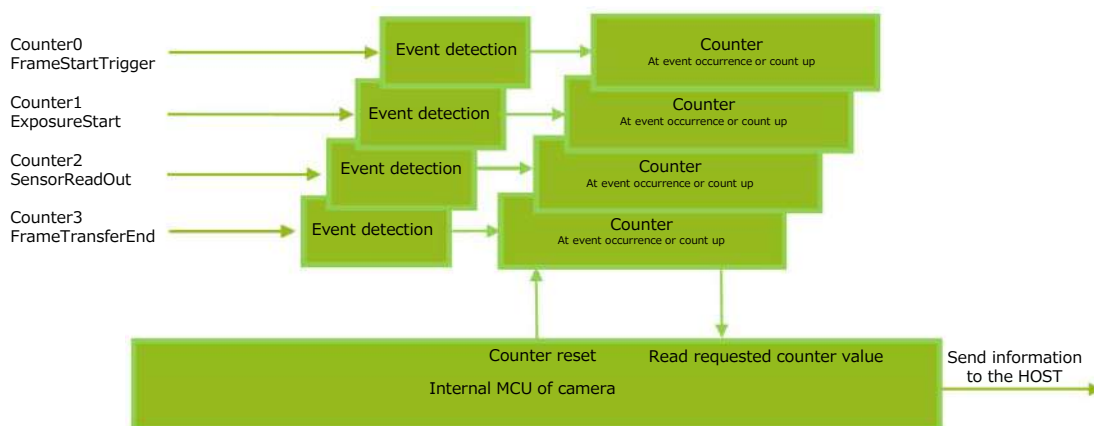 Counter0
FrameStartTrigger
Event detection
Counter
At event occurrence or count up
Counter1
ExposureStart
Event detection
Counter
At event occurrence or count up
Counter2
SensorReadOut
Event detection
Counter
At event occurrence or count up
Counter3
FrameTransferEnd
Event detection
Counter
At event occurrence or count up
Counter reset
Read requested counter value
Internal MCU of camera
Send information
to the HOST